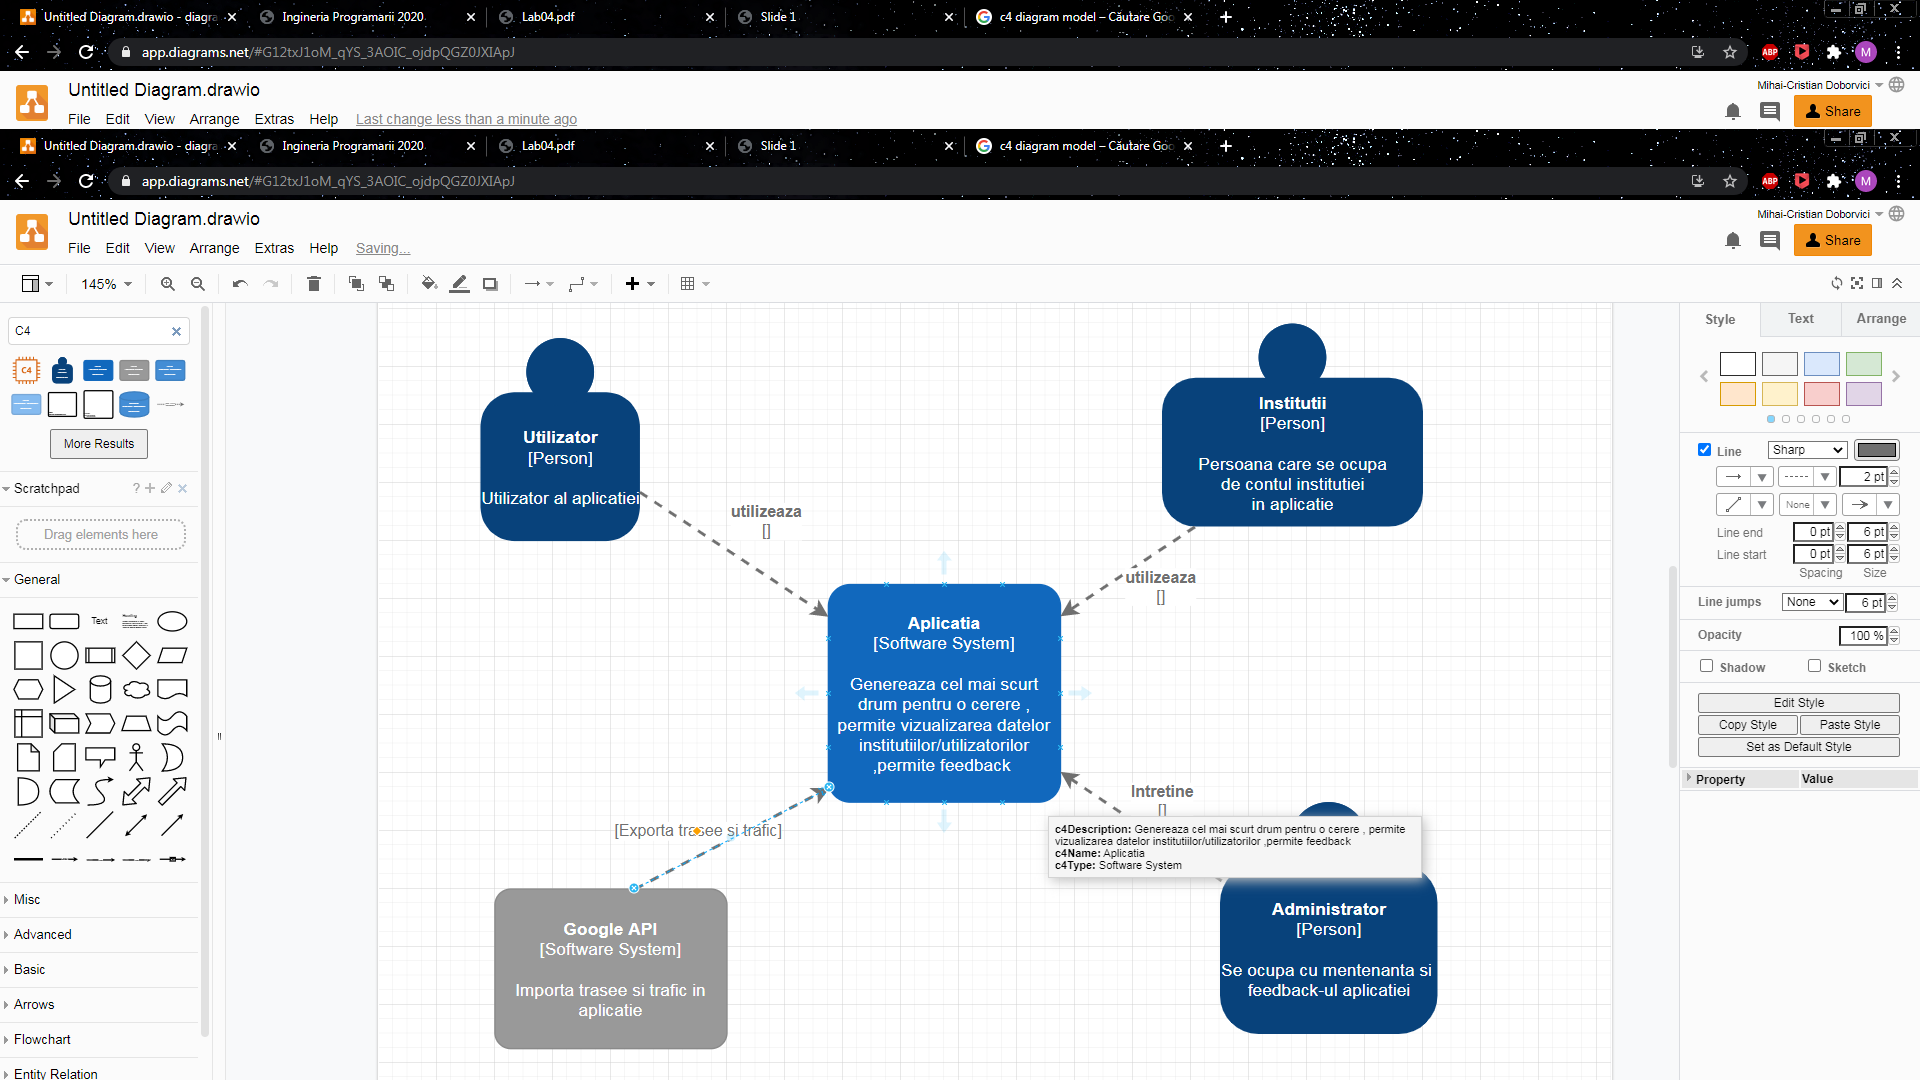 Untitled Diagram.drawio - diagra
Ingineria Programarii 2020
Lab04.pdf
Slide 1
c4 diagram model – Căutare Goo
app.diagrams.net/#G12txJ1oM_qYS_3AOIC_ojdpQGZ0JXIApJ
ABP
M
Untitled Diagram.drawio
Mihai-Cristian Doborvici
File Edit View Arrange Extras Help Last change less than a minute ago
Share
Untitled Diagram.drawio - diagra
Ingineria Programarii 2020
Lab04.pdf
Slide 1
c4 diagram model – Căutare Goo
app.diagrams.net/#G12txJ1oM_qYS_3AOIC_ojdpQGZ0JXIApJ
ABP
M
Untitled Diagram.drawio
Mihai-Cristian Doborvici
File Edit View Arrange Extras Help Saving...
Share
145%
C4
C4
More Results
Scratchpad
?
Drag elements here
General
Text
Heading
Misc
Advanced
Basic
Arrows
Flowchart
Entity Relation
Utilizator
[Person]
Utilizator al aplicatiei
utilizeaza
[]
Institutii
[Person]
Persoana care se ocupa
de contul institutiei
in aplicatie
utilizeaza
[]
Aplicatia
[Software System]
Genereaza cel mai scurt
drum pentru o cerere ,
permite vizualizarea datelor
institutiilor/utilizatorilor
,permite feedback
Intretine
[]
[Exporta trasee si trafic]
c4Description: Genereaza cel mai scurt drum pentru o cerere , permite
vizualizarea datelor institutiilor/utilizatorilor ,permite feedback
c4Name: Aplicatia
c4Type: Software System
Google API
[Software System]
Importa trasee si trafic in
aplicatie
Administrator
[Person]
Se ocupa cu mentenanta si
feedback-ul aplicatiei
Style Text Arrange
Line
Sharp
2 pt
None
Line end 0 pt 6 pt
Line start 0 pt 6 pt
Spacing Size
Line jumps None 6 pt
Opacity 100 %
Shadow Sketch
Edit Style
Copy Style Paste Style
Set as Default Style
Property Value